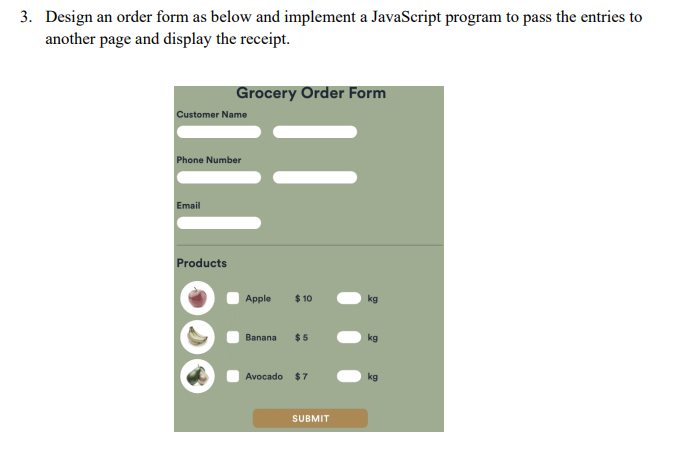 3. Design an order form as below and implement a JavaScript program to pass the entries to
another page and display the receipt.
Grocery Order Form
Customer Name
Phone Number
Email
Products
Apple $ 10 kg
Banana $ 5 kg
Avocado $ 7 kg
SUBMIT